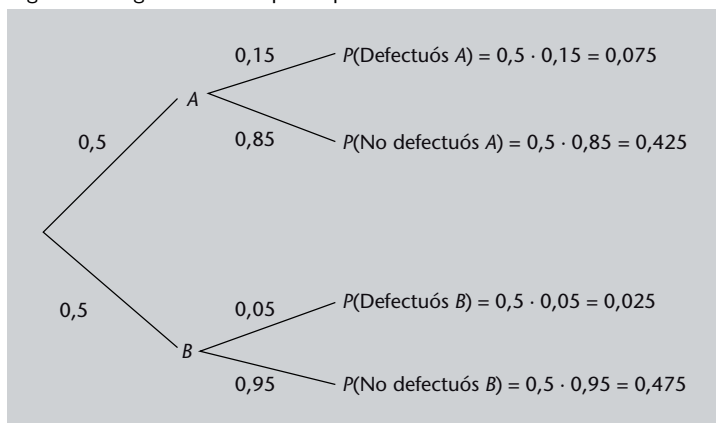 0,15 P(Defectuós A) = 0,5 · 0,15 = 0,075
A
0,5
0,85 P(No defectuós A) = 0,5 · 0,85 = 0,425
0,5
0,05 P(Defectuós B) = 0,5 · 0,05 = 0,025
B
0,95 P(No defectuós B) = 0,5 · 0,95 = 0,475